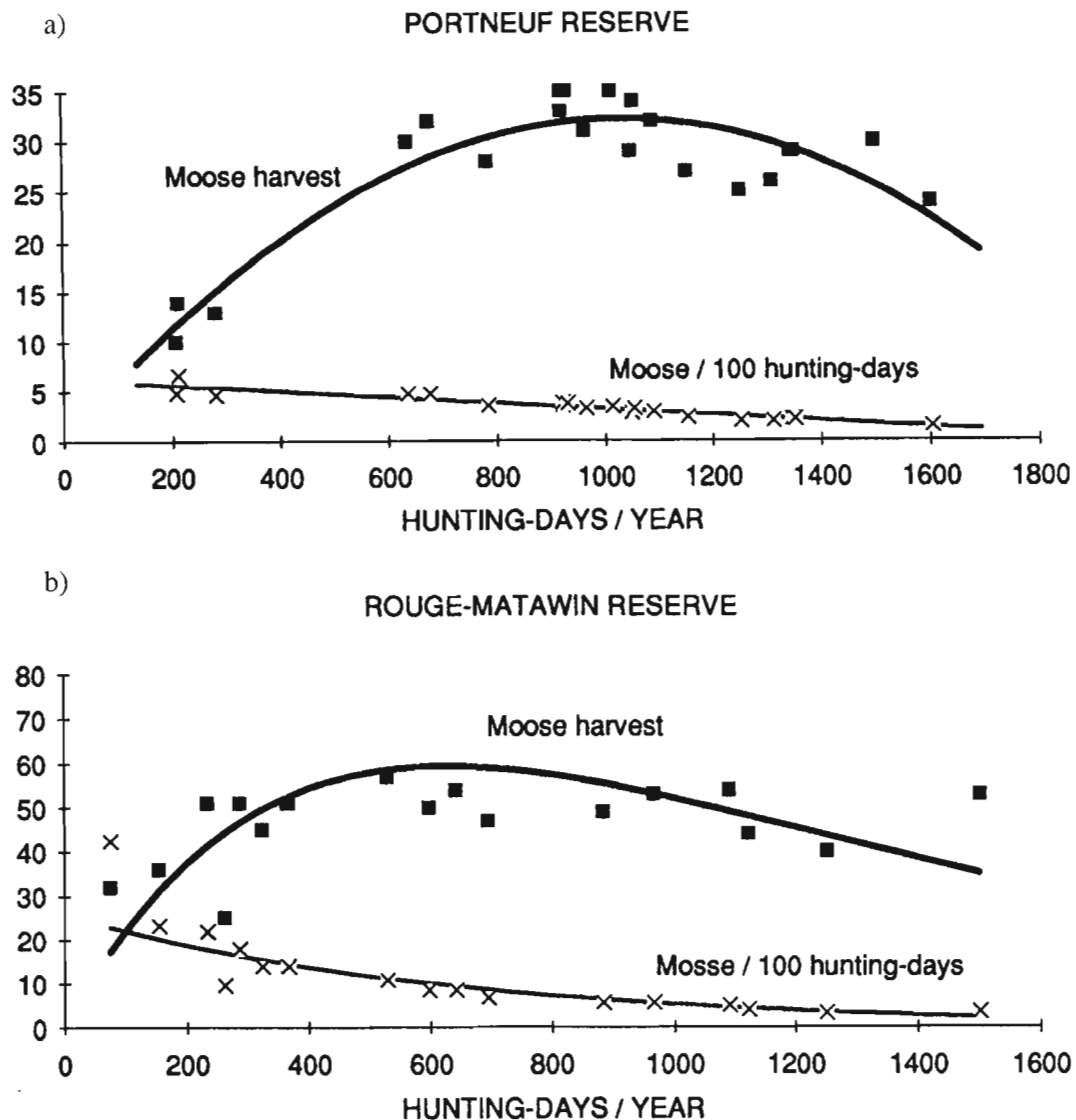 a)
PORTNEUF RESERVE
35
30
25
20
15
10
5
0
Moose harvest
Moose / 100 hunting-days
0 200 400 600 800 1000 1200 1400 1600 1800
HUNTING-DAYS / YEAR
b)
ROUGE-MATAWIN RESERVE
80
70
60
50
40
30
20
10
0
Moose harvest
Mosse / 100 hunting-days
0 200 400 600 800 1000 1200 1400 1600
HUNTING-DAYS / YEAR